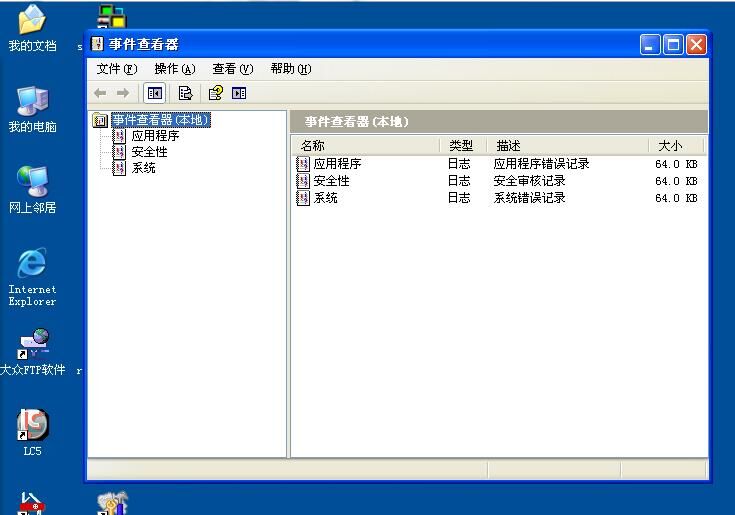 我的文档
s
我的电脑
网上邻居
Internet
Explorer
大众FTP软件
r
LC5
事件查看器
文件(F) 操作(A) 查看(V) 帮助(H)
事件查看器(本地)
应用程序
安全性
系统
事件查看器(本地)
名称 类型 描述 大小
应用程序 日志 应用程序错误记录 64.0 KB
安全性 日志 安全审核记录 64.0 KB
系统 日志 系统错误记录 64.0 KB